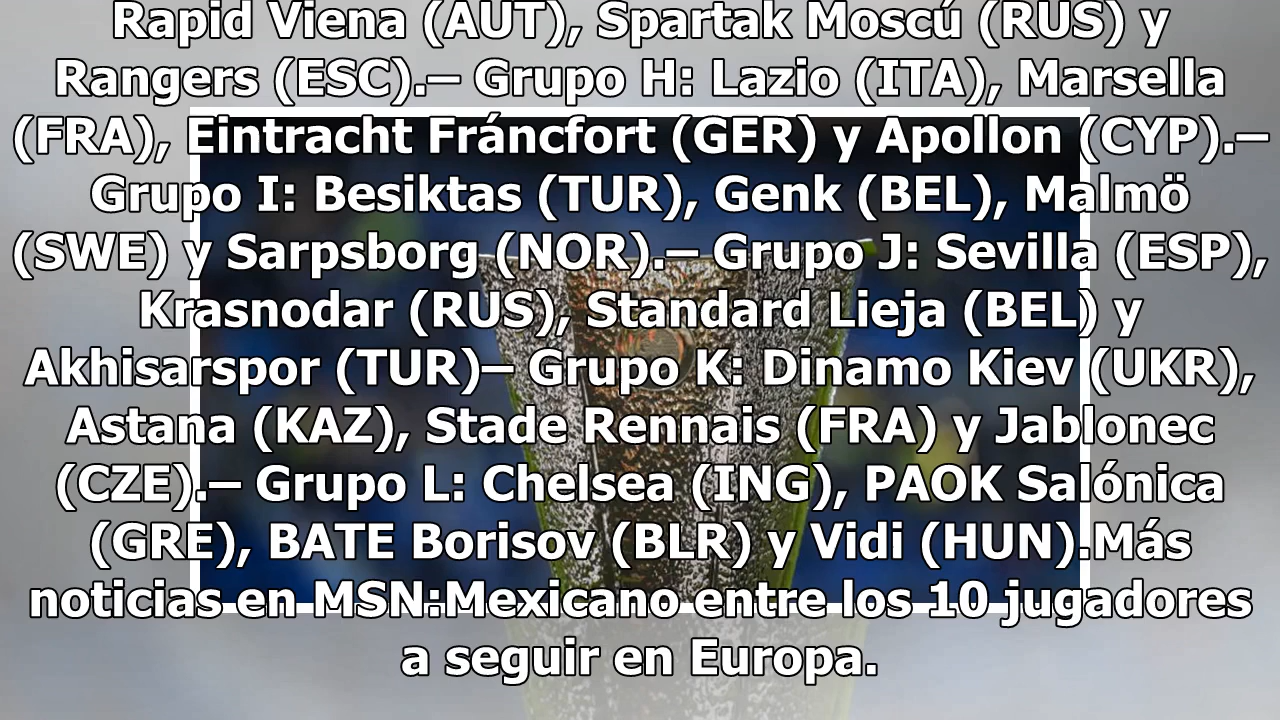 Rapid Viena (AUT), Spartak Moscú (RUS) y
Rangers (ESC).– Grupo H: Lazio (ITA), Marsella
(FRA), Eintracht Fráncfort (GER) y Apollon (CYP).–
Grupo I: Besiktas (TUR), Genk (BEL), Malmö
(SWE) y Sarpsborg (NOR).– Grupo J: Sevilla (ESP),
Krasnodar (RUS), Standard Lieja (BEL) y
Akhisarspor (TUR)– Grupo K: Dinamo Kiev (UKR),
Astana (KAZ), Stade Rennais (FRA) y Jablonec
(CZE).– Grupo L: Chelsea (ING), PAOK Salónica
(GRE), BATE Borisov (BLR) y Vidi (HUN).Más
noticias en MSN:Mexicano entre los 10 jugadores
a seguir en Europa.